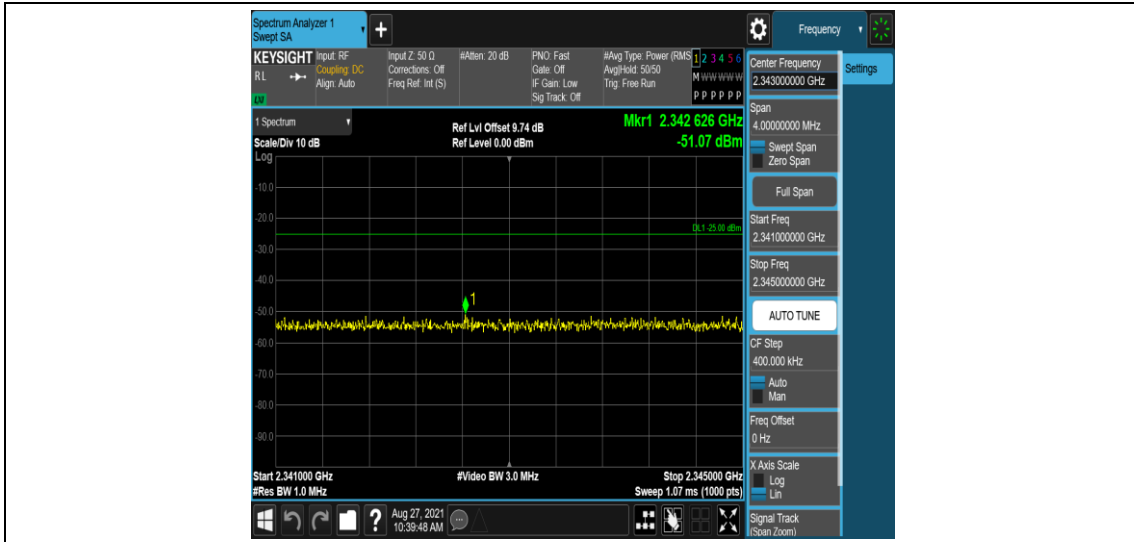 Spectrum Analyzer 1
Swept SA
+
Frequency
KEYSIGHT
RL
Input: RF
Coupling: DC
Align: Auto
Input Z: 50 Ω
Corrections: Off
Freq Ref: Int (S)
#Atten: 20 dB
PNO: Fast
Gate: Off
IF Gain: Low
Sig Track: Off
#Avg Type: Power (RMS
Avg|Hold: 50/50
Trig: Free Run
1 2 3 4 5 6
M W W W W W
P P P P P P
1 Spectrum
Scale/Div 10 dB
Log
Ref Lvl Offset 9.74 dB
Ref Level 0.00 dBm
Mkr1 2.342 626 GHz
-51.07 dBm
-10.0
-20.0
DL1 -25.00 dBm
-30.0
-40.0
1
-50.0
-60.0
-70.0
-80.0
-90.0
Start 2.341000 GHz
#Res BW 1.0 MHz
#Video BW 3.0 MHz
Stop 2.345000 GHz
Sweep 1.07 ms (1000 pts)
?
Aug 27, 2021
10:39:48 AM
Center Frequency
2.343000000 GHz
Settings
Span
4.00000000 MHz
Swept Span
Zero Span
Full Span
Start Freq
2.341000000 GHz
Stop Freq
2.345000000 GHz
AUTO TUNE
CF Step
400.000 kHz
Auto
Man
Freq Offset
0 Hz
X Axis Scale
Log
Lin
Signal Track
(Span Zoom)